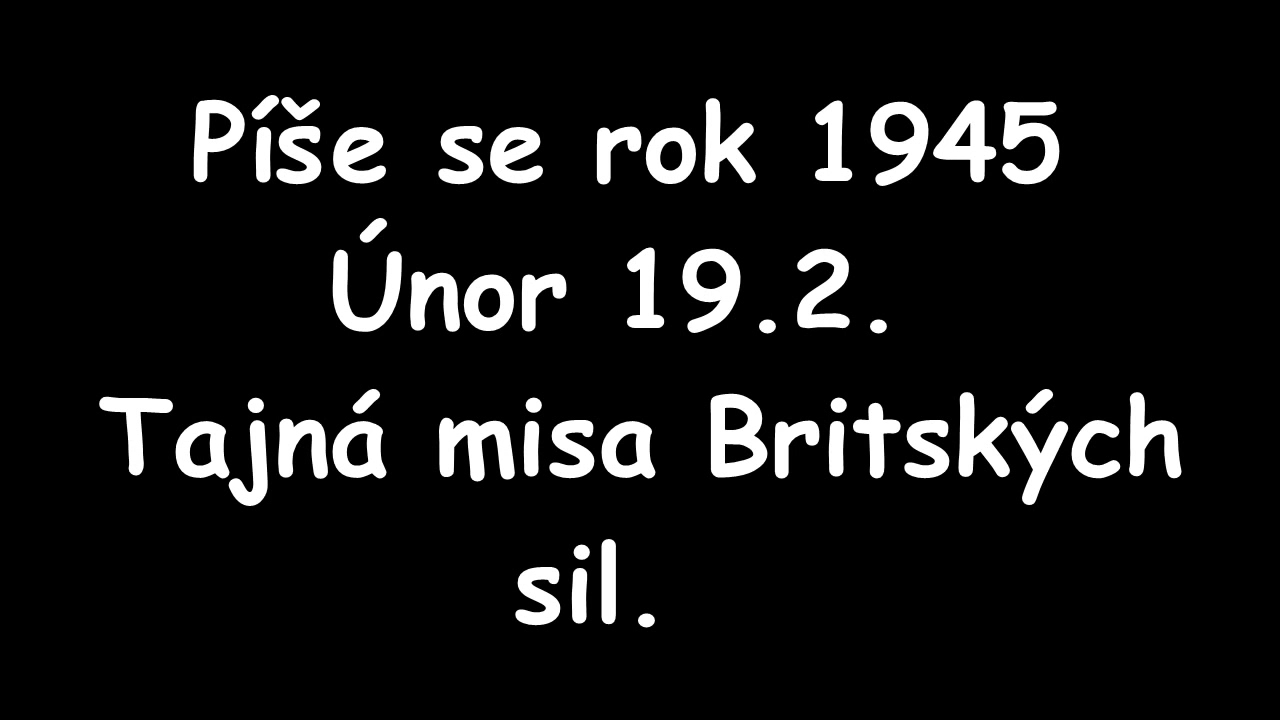 Píše se rok 1945
Únor 19.2.
Tajná misa Britských
sil.